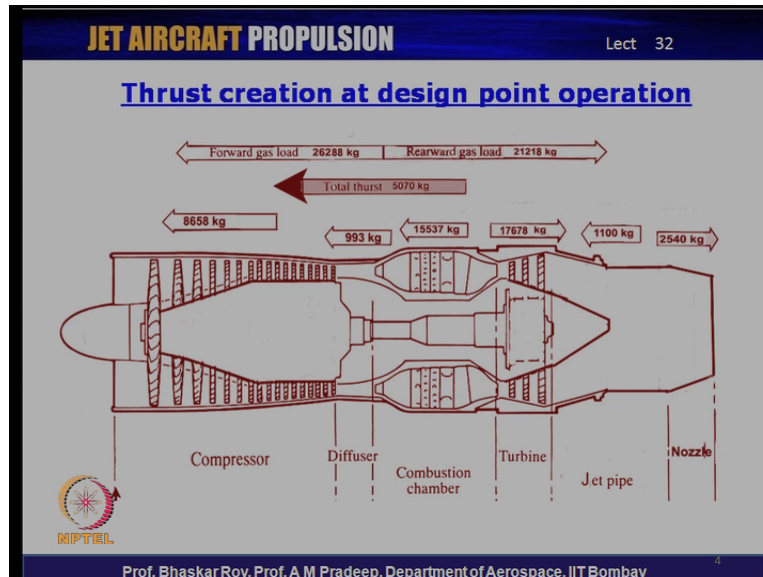 JET AIRCRAFT PROPULSION
Lect 32
Thrust creation at design point operation
Forward gas load 26288 kg
Rearward gas load 21218 kg
Total thurst 5070 kg
8658 kg
993 kg
15537 kg
17678 kg
1100 kg
2540 kg
Compressor
Diffuser
Combustion
chamber
Turbine
Jet pipe
Nozzle
NPTEL
4
Prof. Bhaskar Roy, Prof. A M Pradeep, Department of Aerospace, IIT Bombay